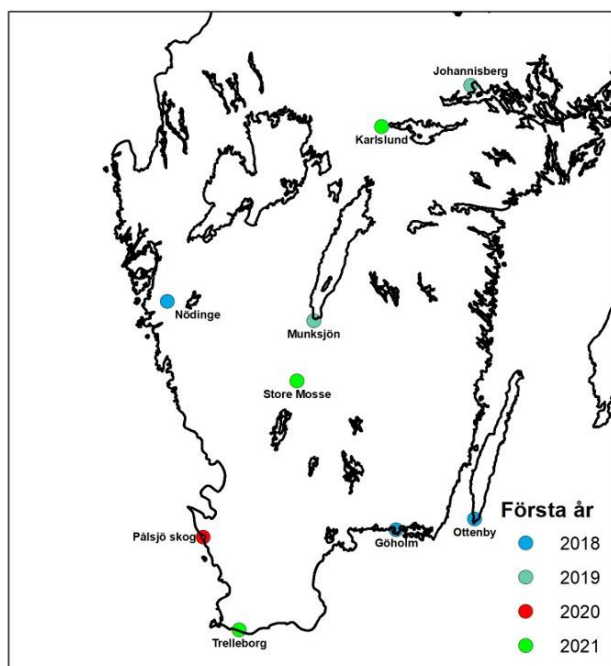 Johannisberg
Karlslund
Nödinge
Munksjön
Store Mosse
Pålsjö skog
Göholm
Ottenby
Trelleborg
Första år
2018
2019
2020
2021